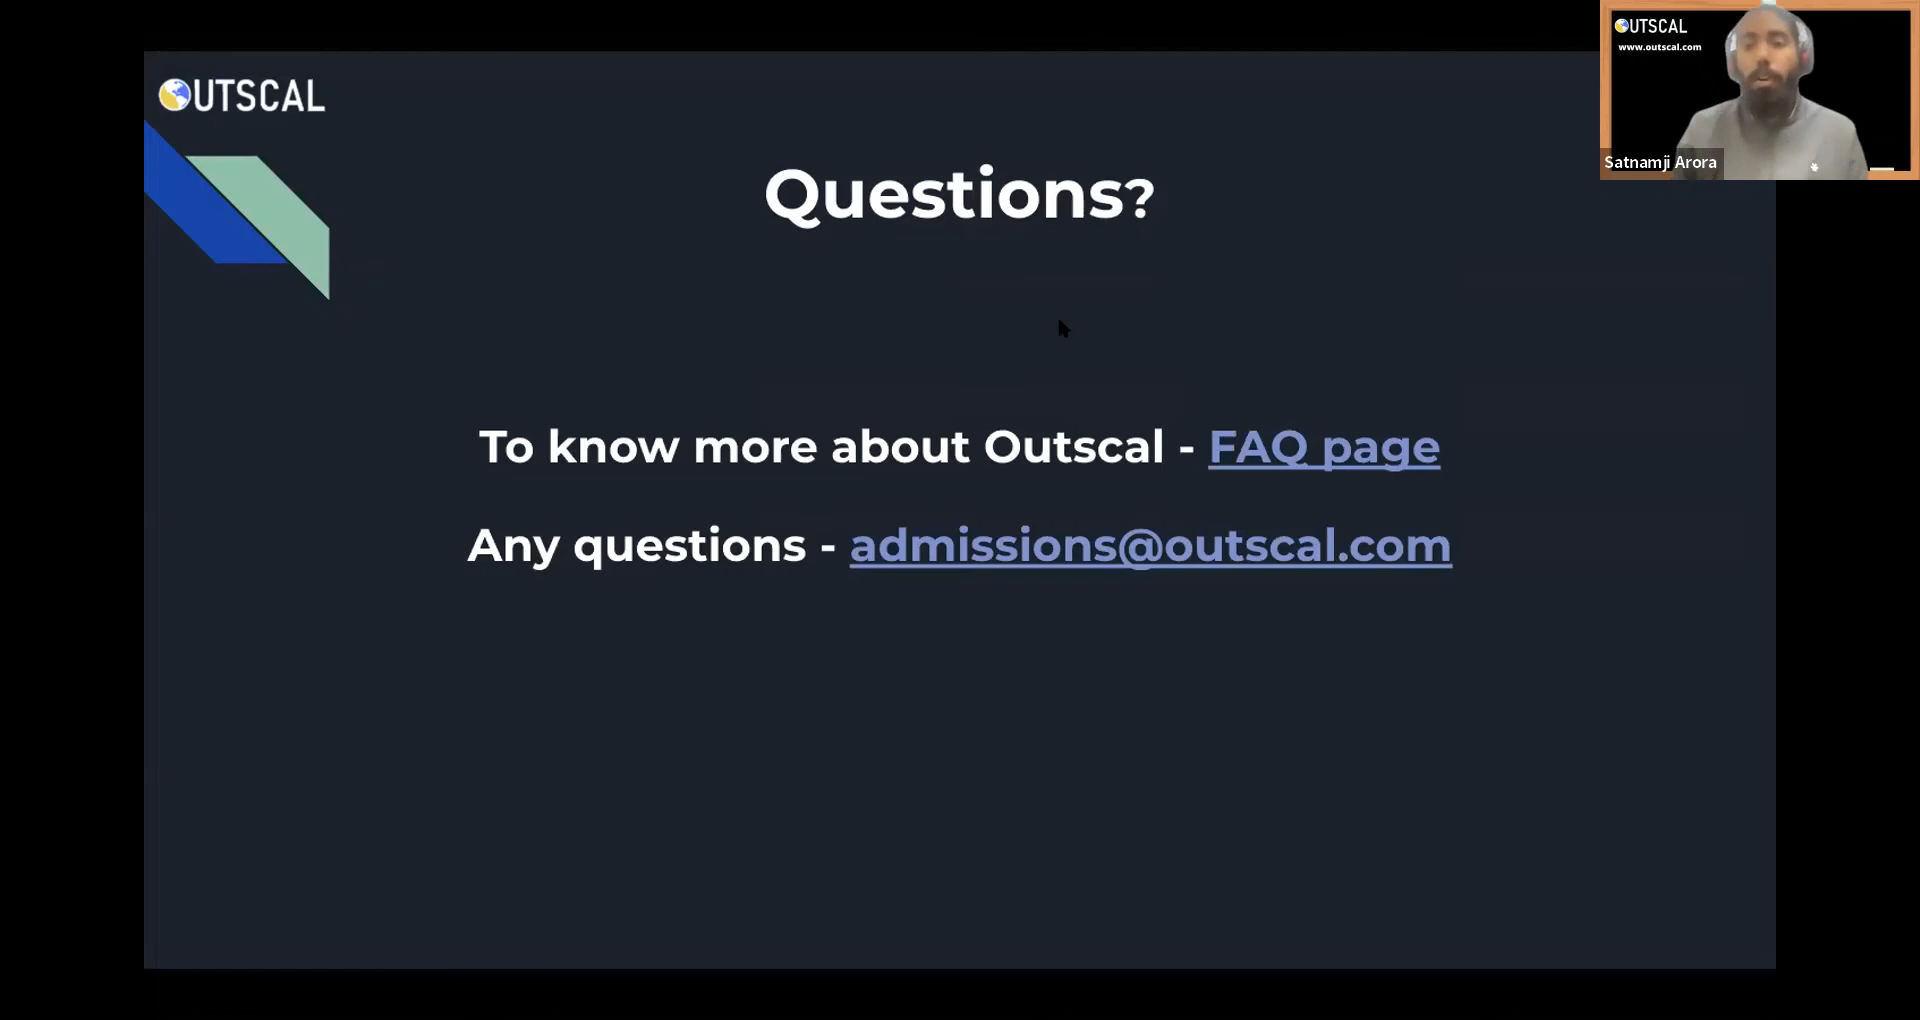 OUTSCAL
www.outscal.com
Satnamji Arora
OUTSCAL
Questions?
To know more about Outscal - FAQ page
Any questions - admissions@outscal.com